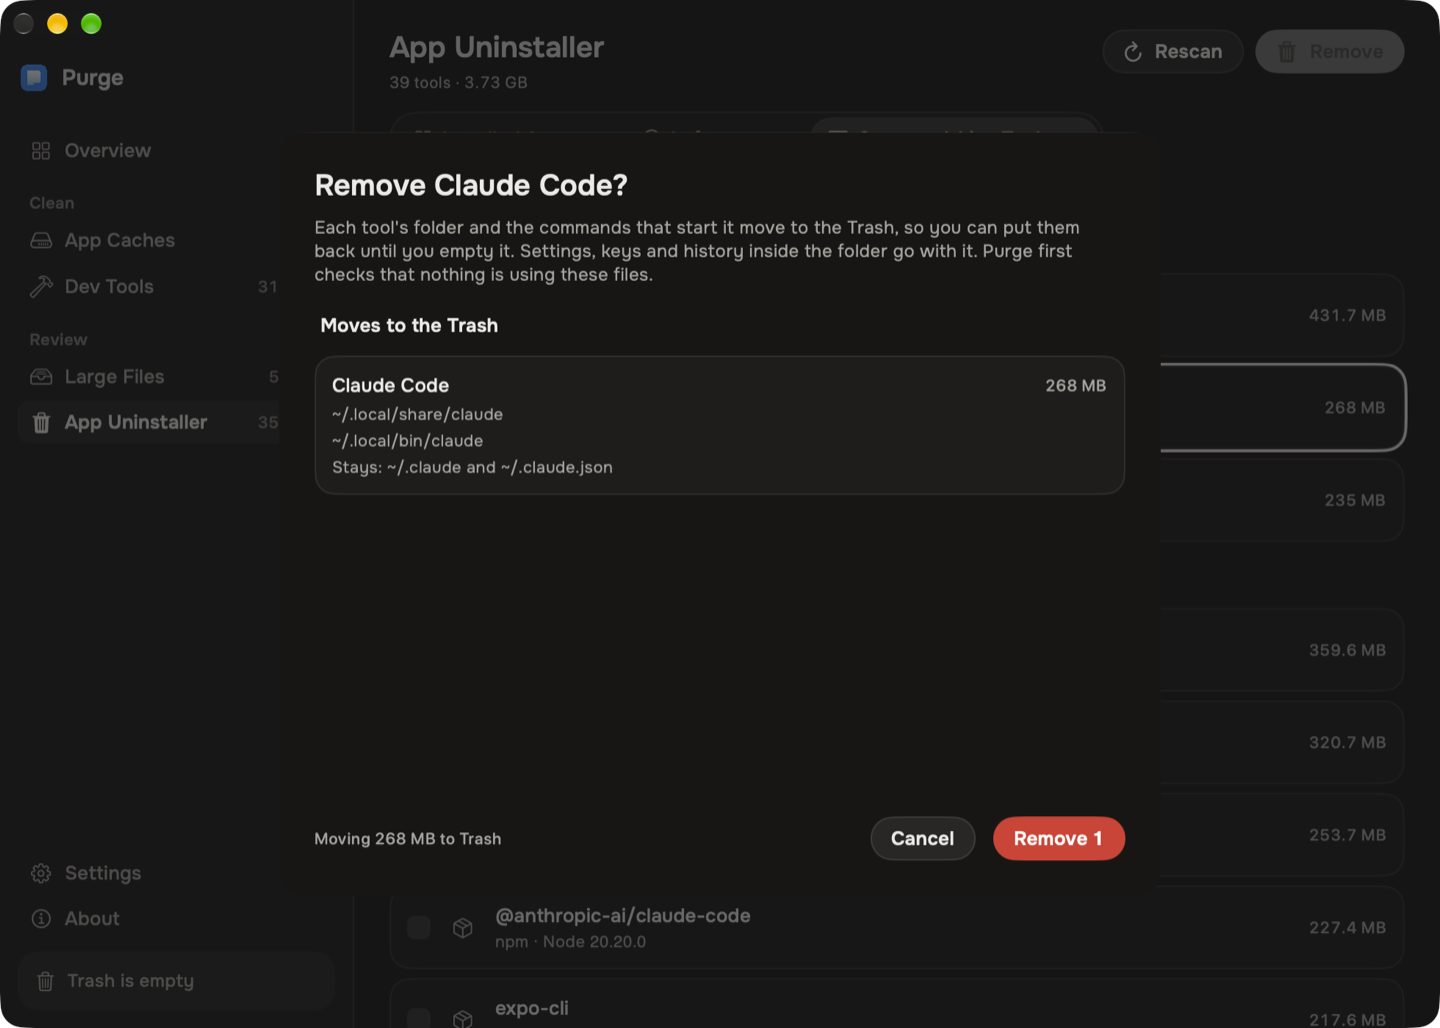 Purge
Overview
Clean
App Caches
Dev Tools 31
Review
Large Files 5
App Uninstaller 35
Settings
About
Trash is empty
App Uninstaller
39 tools · 3.73 GB
Rescan
Remove
Remove Claude Code?
Each tool's folder and the commands that start it move to the Trash, so you can put them
back until you empty it. Settings, keys and history inside the folder go with it. Purge first
checks that nothing is using these files.
Moves to the Trash
Claude Code 268 MB
~/.local/share/claude
~/.local/bin/claude
Stays: ~/.claude and ~/.claude.json
Moving 268 MB to Trash
Cancel
Remove 1
431.7 MB
268 MB
235 MB
359.6 MB
320.7 MB
253.7 MB
@anthropic-ai/claude-code 227.4 MB
npm · Node 20.20.0
expo-cli 217.6 MB